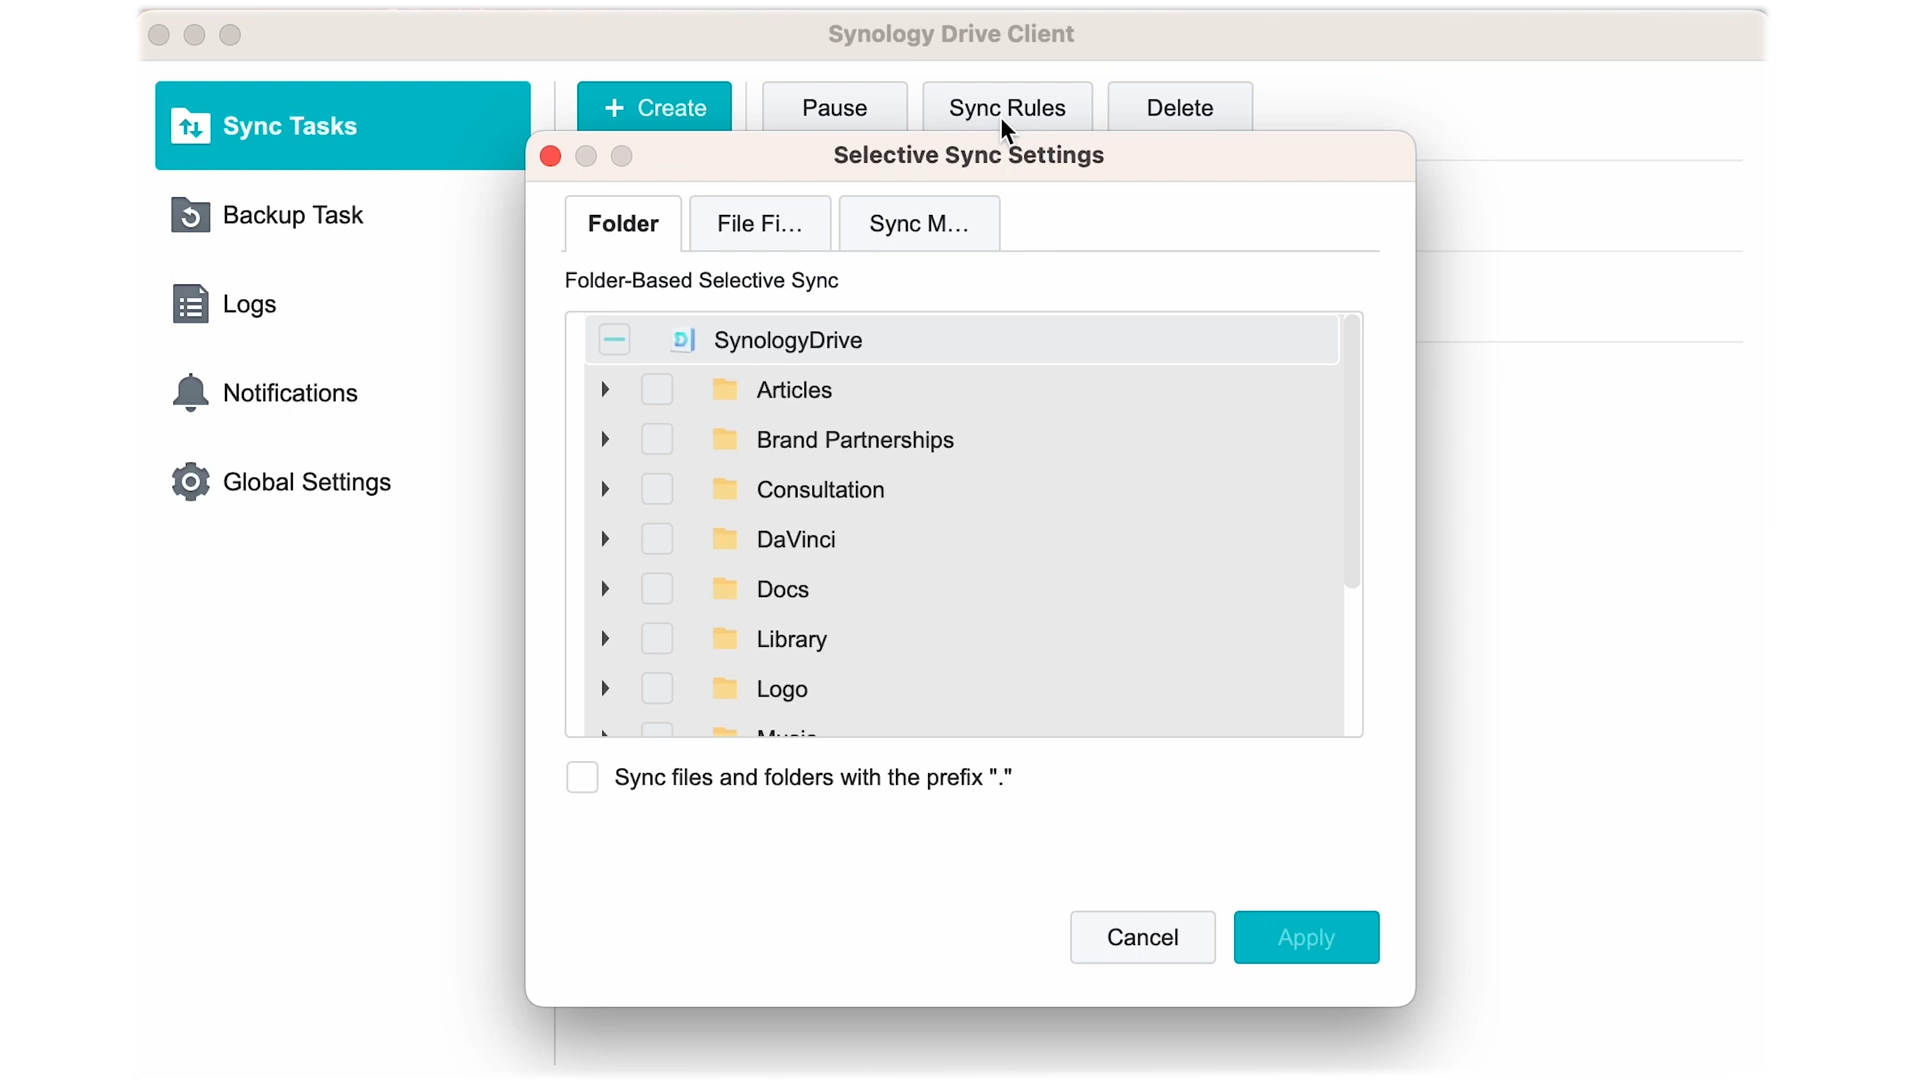 Synology Drive Client
Sync Tasks
Backup Task
Logs
Notifications
Global Settings
+ Create
Pause
Sync Rules
Delete
Selective Sync Settings
Folder
File Fi...
Sync M...
Folder-Based Selective Sync
SynologyDrive
Articles
Brand Partnerships
Consultation
DaVinci
Docs
Library
Logo
Music
Sync files and folders with the prefix "."
Cancel
Apply